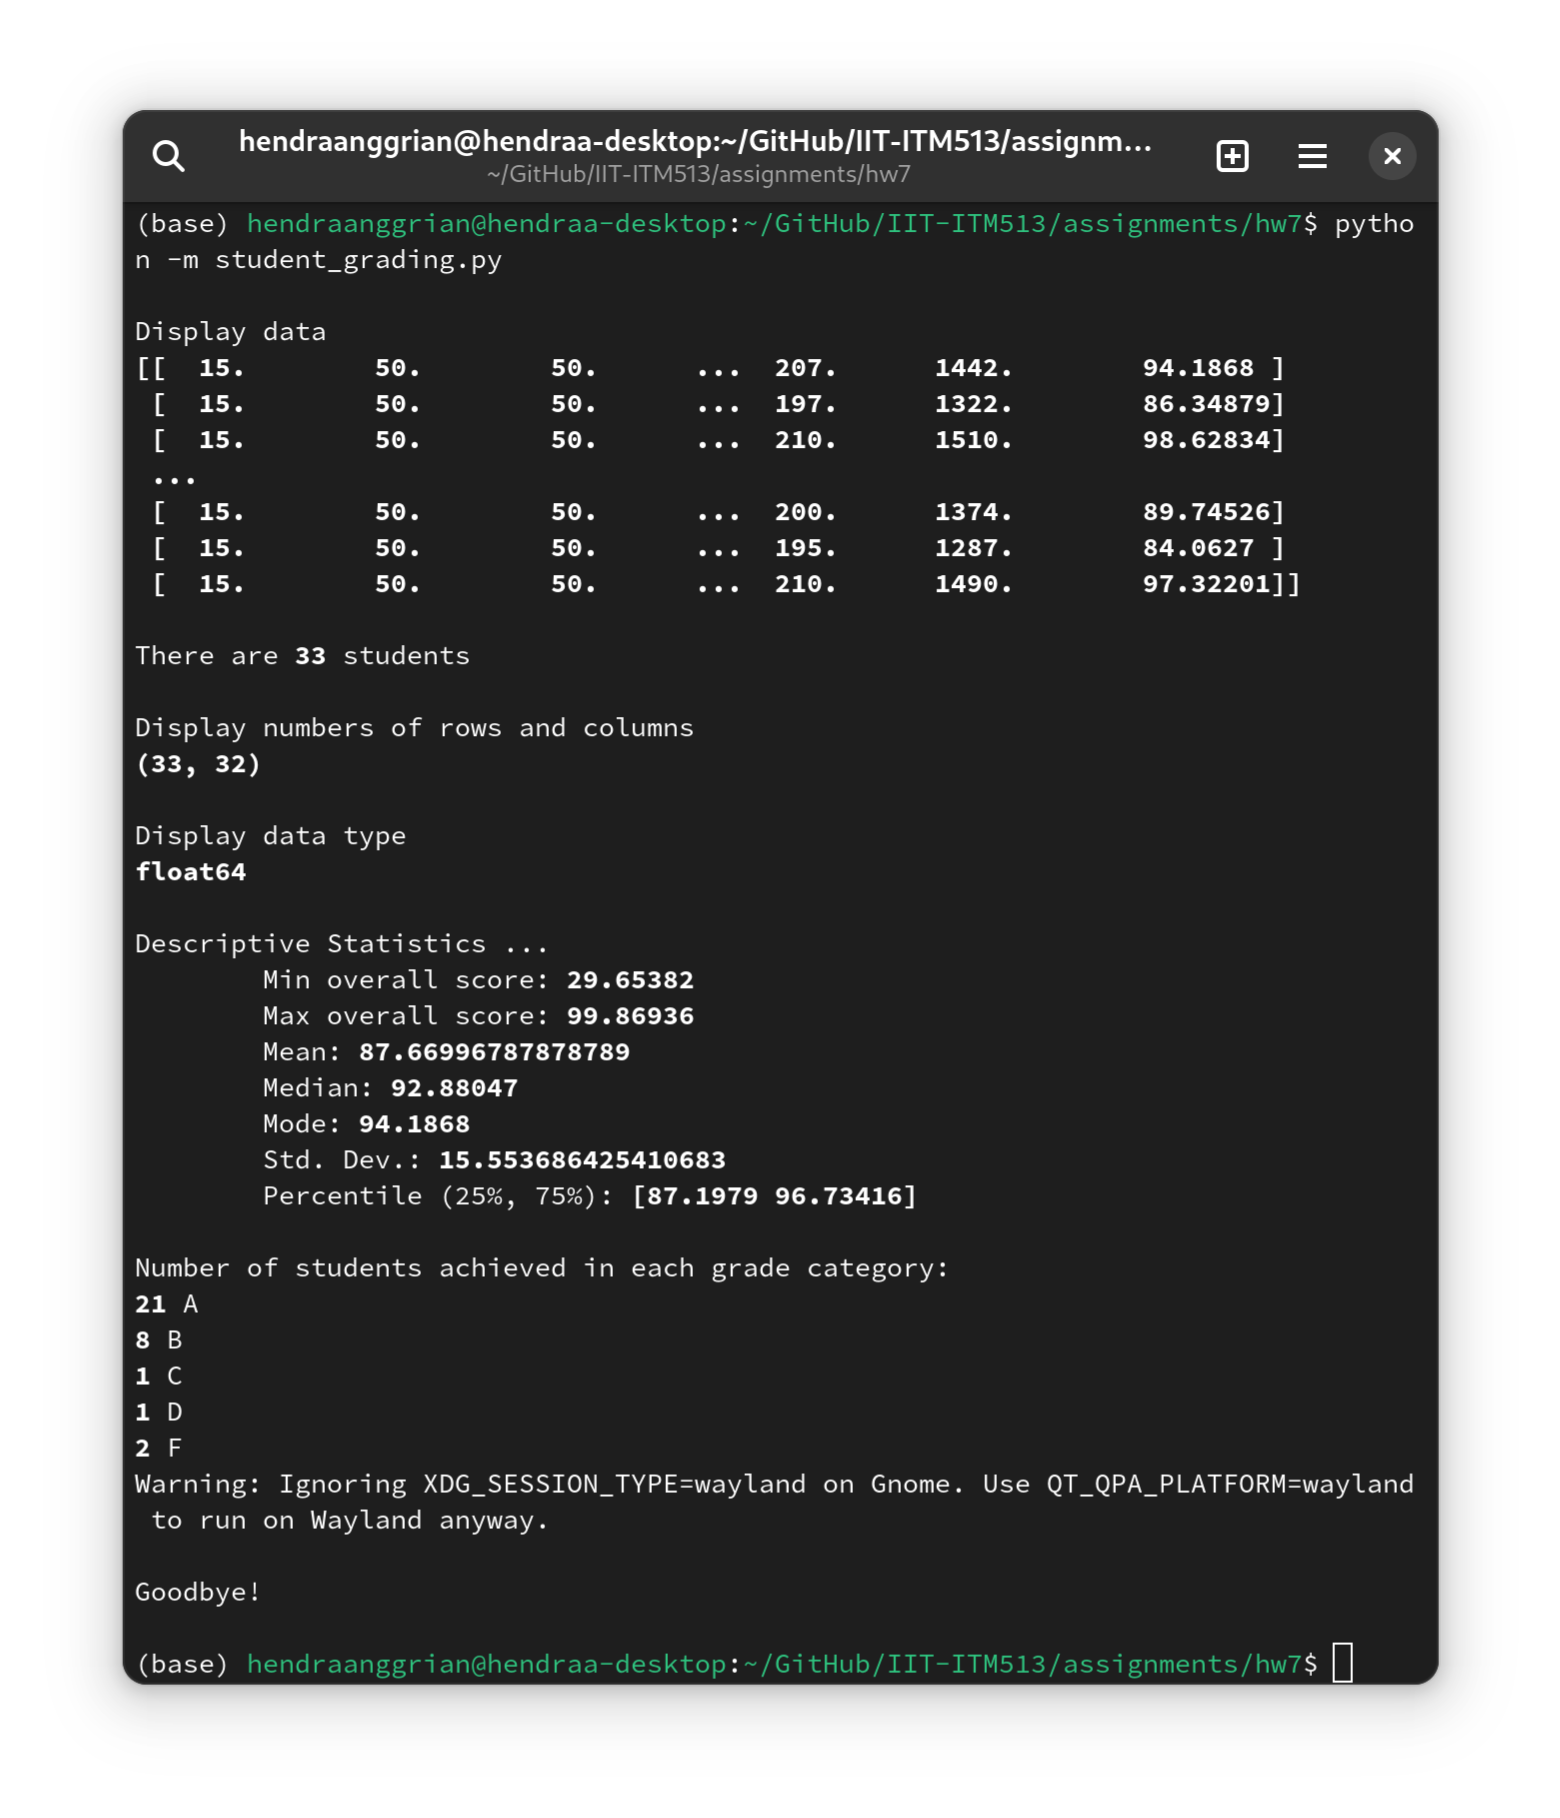 hendraanggrian@hendraa-desktop:~/GitHub/IIT-ITM513/assignm...
~/GitHub/IIT-ITM513/assignments/hw7
(base) hendraanggrian@hendraa-desktop:~/GitHub/IIT-ITM513/assignments/hw7$ pytho
n -m student_grading.py
Display data
[[  15.        50.        50.      ...  207.      1442.        94.1868 ]
 [  15.        50.        50.      ...  197.      1322.        86.34879]
 [  15.        50.        50.      ...  210.      1510.        98.62834]
 ...
 [  15.        50.        50.      ...  200.      1374.        89.74526]
 [  15.        50.        50.      ...  195.      1287.        84.0627 ]
 [  15.        50.        50.      ...  210.      1490.        97.32201]]
There are 33 students
Display numbers of rows and columns
(33, 32)
Display data type
float64
Descriptive Statistics ...
        Min overall score: 29.65382
        Max overall score: 99.86936
        Mean: 87.66996787878789
        Median: 92.88047
        Mode: 94.1868
        Std. Dev.: 15.553686425410683
        Percentile (25%, 75%): [87.1979 96.73416]
Number of students achieved in each grade category:
21 A
8 B
1 C
1 D
2 F
Warning: Ignoring XDG_SESSION_TYPE=wayland on Gnome. Use QT_QPA_PLATFORM=wayland
 to run on Wayland anyway.
Goodbye!
(base) hendraanggrian@hendraa-desktop:~/GitHub/IIT-ITM513/assignments/hw7$